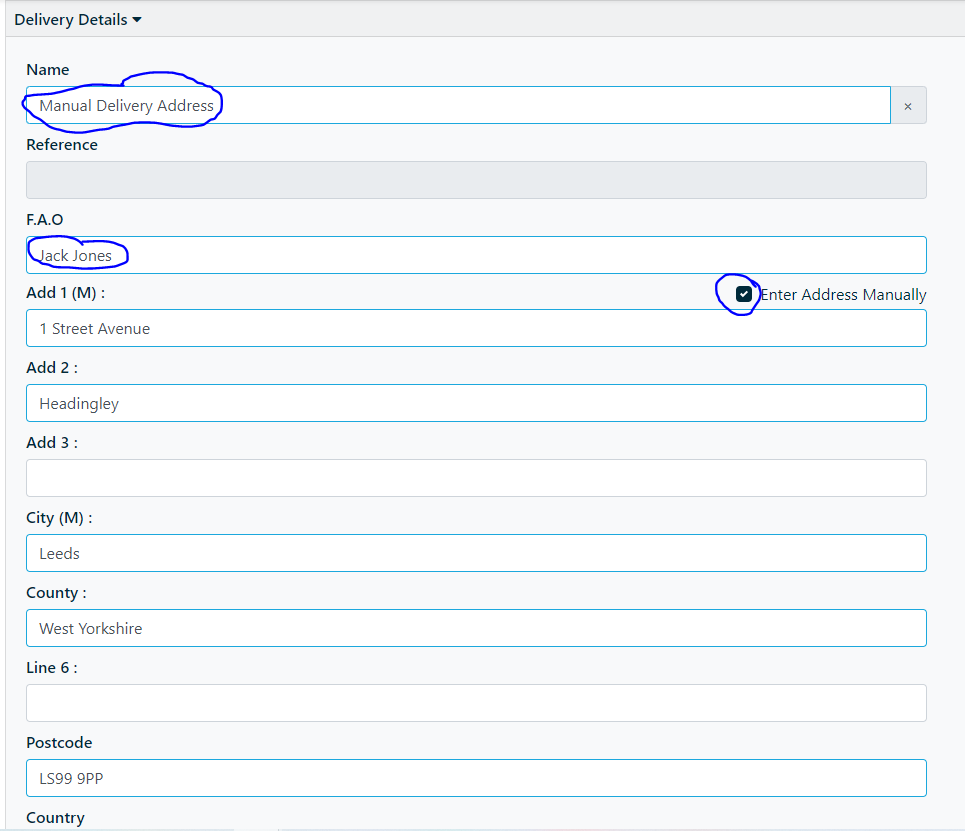 Delivery Details
Name
Manual Delivery Address ×
Reference
F.A.O
Jack Jones
Add 1 (M) : Enter Address Manually
1 Street Avenue
Add 2 :
Headingley
Add 3 :
City (M) :
Leeds
County :
West Yorkshire
Line 6 :
Postcode
LS99 9PP
Country